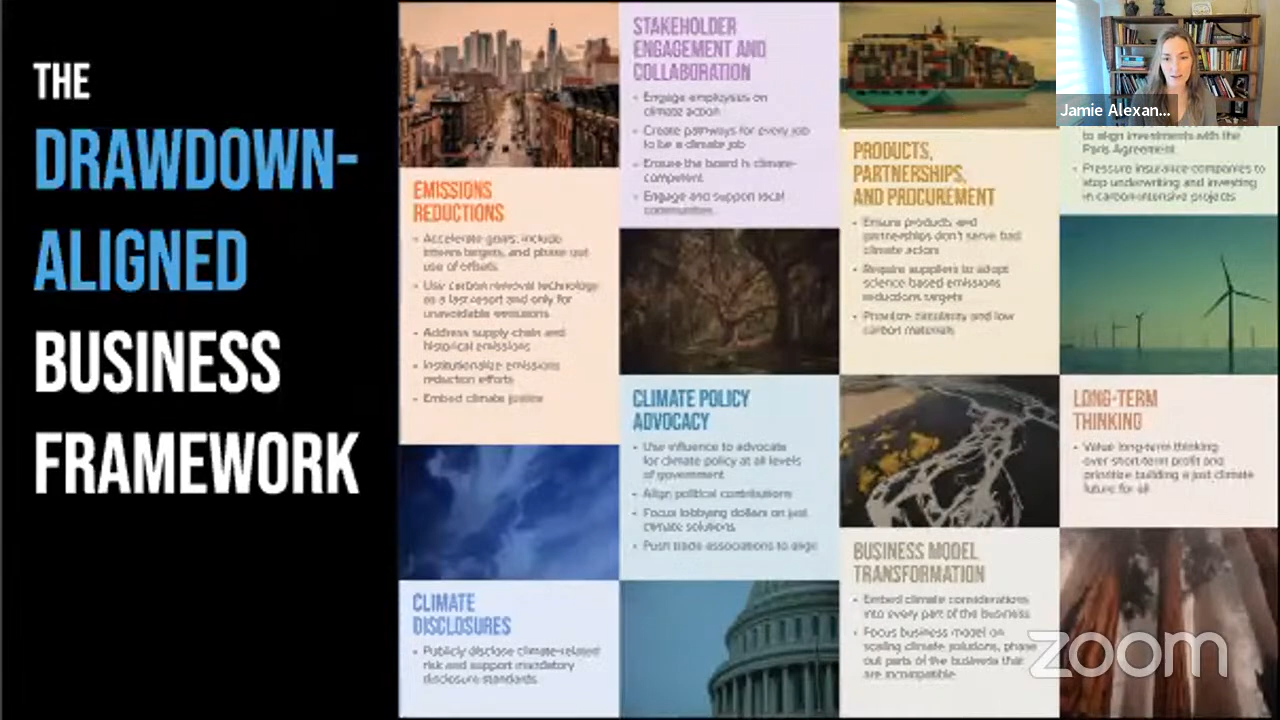 THE
DRAWDOWN-
ALIGNED
BUSINESS
FRAMEWORK
EMISSIONS
REDUCTIONS
• Accelerate goals, include
interim targets, and phase out
use of offsets
• Use carbon removal technology
as a last resort and only for
unavoidable emissions
• Address supply chain and
historical emissions
• Institutionalize emissions
reduction efforts
• Embed climate justice
CLIMATE
DISCLOSURES
• Publicly disclose climate-related
risk and support mandatory
disclosure standards
STAKEHOLDER
ENGAGEMENT AND
COLLABORATION
• Engage employees on
climate action
• Create pathways for every job
to be a climate job
• Ensure the board is climate-
competent
• Engage and support local
communities
CLIMATE POLICY
ADVOCACY
• Use influence to advocate
for climate policy at all levels
of government
• Align political contributions
• Focus lobbying dollars on just
climate solutions
• Push trade associations to align
PRODUCTS,
PARTNERSHIPS,
AND PROCUREMENT
• Ensure products and
partnerships don't serve bad
climate actors
• Require suppliers to adopt
science based emissions
reductions targets
• Prioritize circularity and low
carbon materials
BUSINESS MODEL
TRANSFORMATION
• Embed climate considerations
into every part of the business
• Focus business model on
scaling climate solutions, phase
out parts of the business that
are incompatible
Jamie Alexan...
to align investments with the
Paris Agreement
• Pressure insurance companies to
stop underwriting and investing
in carbon-intensive projects
LONG-TERM
THINKING
• Value long-term thinking
over short-term profit and
prioritize building a just climate
future for all
zoom